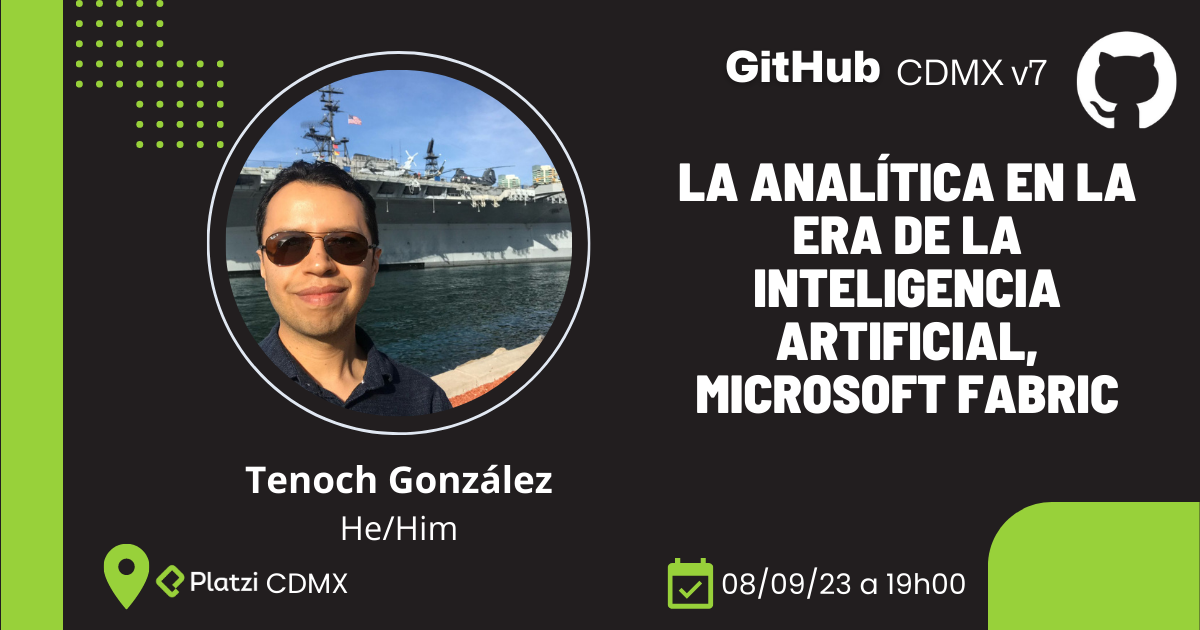 GitHub CDMX v7
LA ANALÍTICA EN LA
ERA DE LA
INTELIGENCIA
ARTIFICIAL,
MICROSOFT FABRIC
Tenoch González
He/Him
Platzi CDMX
08/09/23 a 19h00